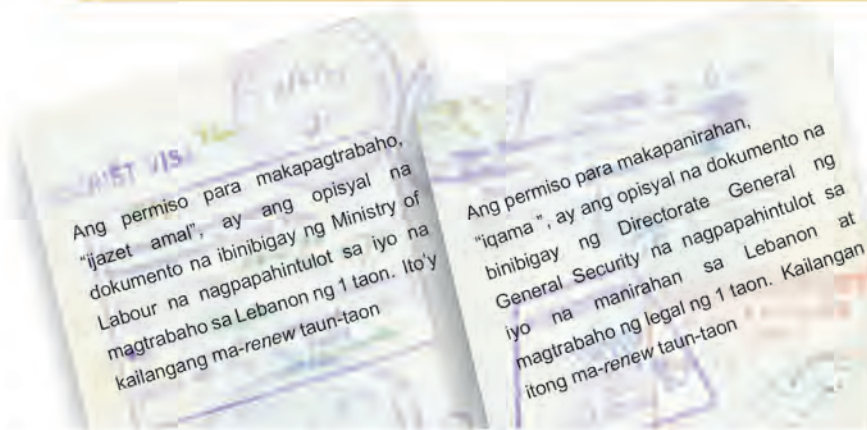 Ang permiso para makapagtrabaho,
“ijazet amal”, ay ang opisyal na
dokumento na ibinibigay ng Ministry of
Labour na nagpapahintulot sa iyo na
magtrabaho sa Lebanon ng 1 taon. Ito'y
kailangang ma-renew taun-taon
Ang permiso para makapanirahan,
“iqama ”, ay ang opisyal na dokumento na
binibigay ng Directorate General ng
General Security na nagpapahintulot sa
iyo na manirahan sa Lebanon at
magtrabaho ng legal ng 1 taon. Kailangan
itong ma-renew taun-taon